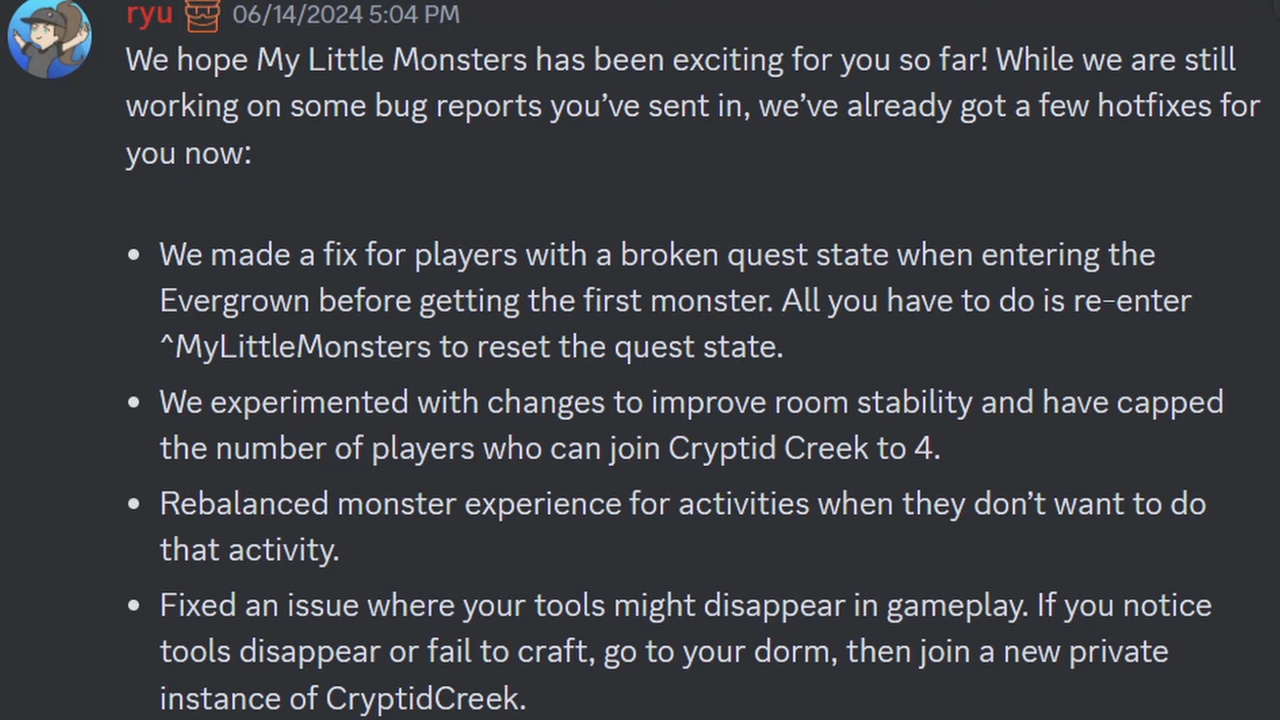 ryu 06/14/2024 5:04 PM
We hope My Little Monsters has been exciting for you so far! While we are still
working on some bug reports you’ve sent in, we’ve already got a few hotfixes for
you now:
• We made a fix for players with a broken quest state when entering the
Evergrown before getting the first monster. All you have to do is re-enter
^MyLittleMonsters to reset the quest state.
• We experimented with changes to improve room stability and have capped
the number of players who can join Cryptid Creek to 4.
• Rebalanced monster experience for activities when they don’t want to do
that activity.
• Fixed an issue where your tools might disappear in gameplay. If you notice
tools disappear or fail to craft, go to your dorm, then join a new private
instance of CryptidCreek.